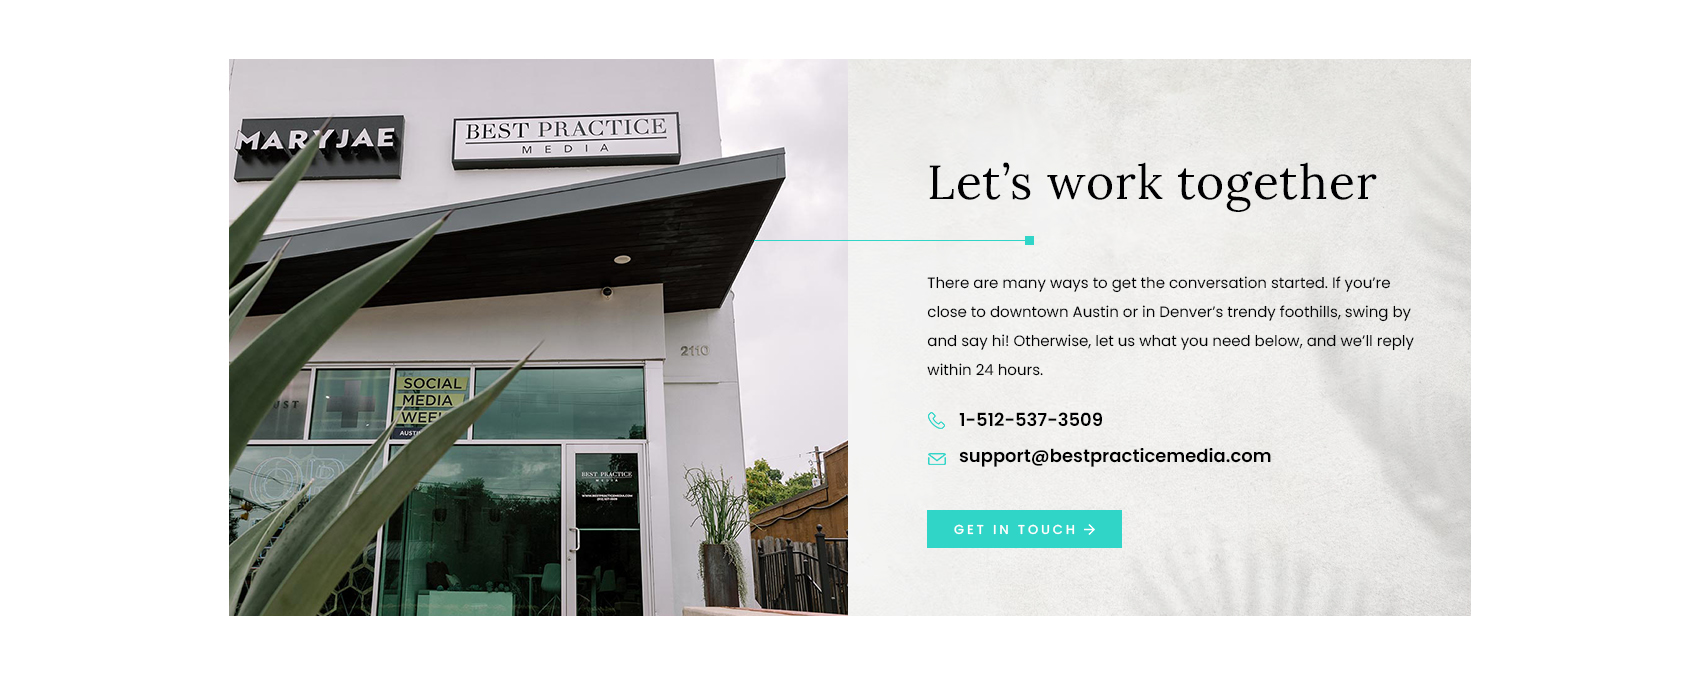 MARYJAE
BEST PRACTICE
MEDIA
2110
SOCIAL
MEDIA
BEST PRACTICE
MEDIA
Let’s work together
There are many ways to get the conversation started. If you’re
close to downtown Austin or in Denver’s trendy foothills, swing by
and say hi! Otherwise, let us what you need below, and we’ll reply
within 24 hours.
1-512-537-3509
support@bestpracticemedia.com
GET IN TOUCH →